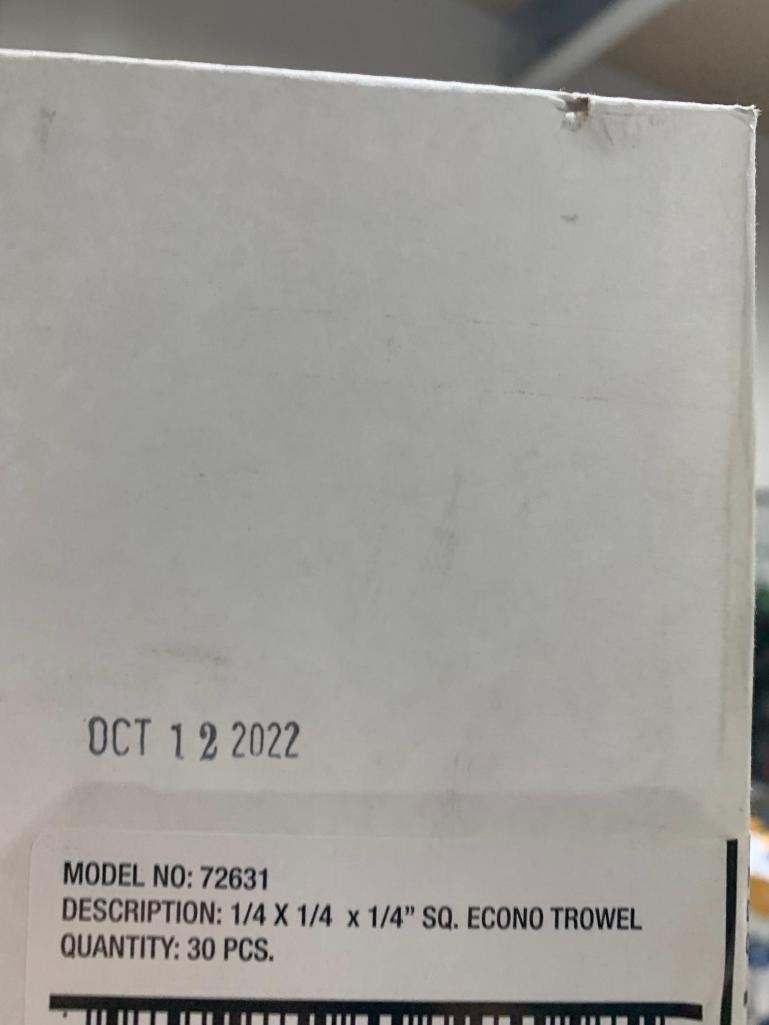 OCT 12 2022
MODEL NO: 72631
DESCRIPTION: 1/4 X 1/4 x 1/4" SQ. ECONO TROWEL
QUANTITY: 30 PCS.